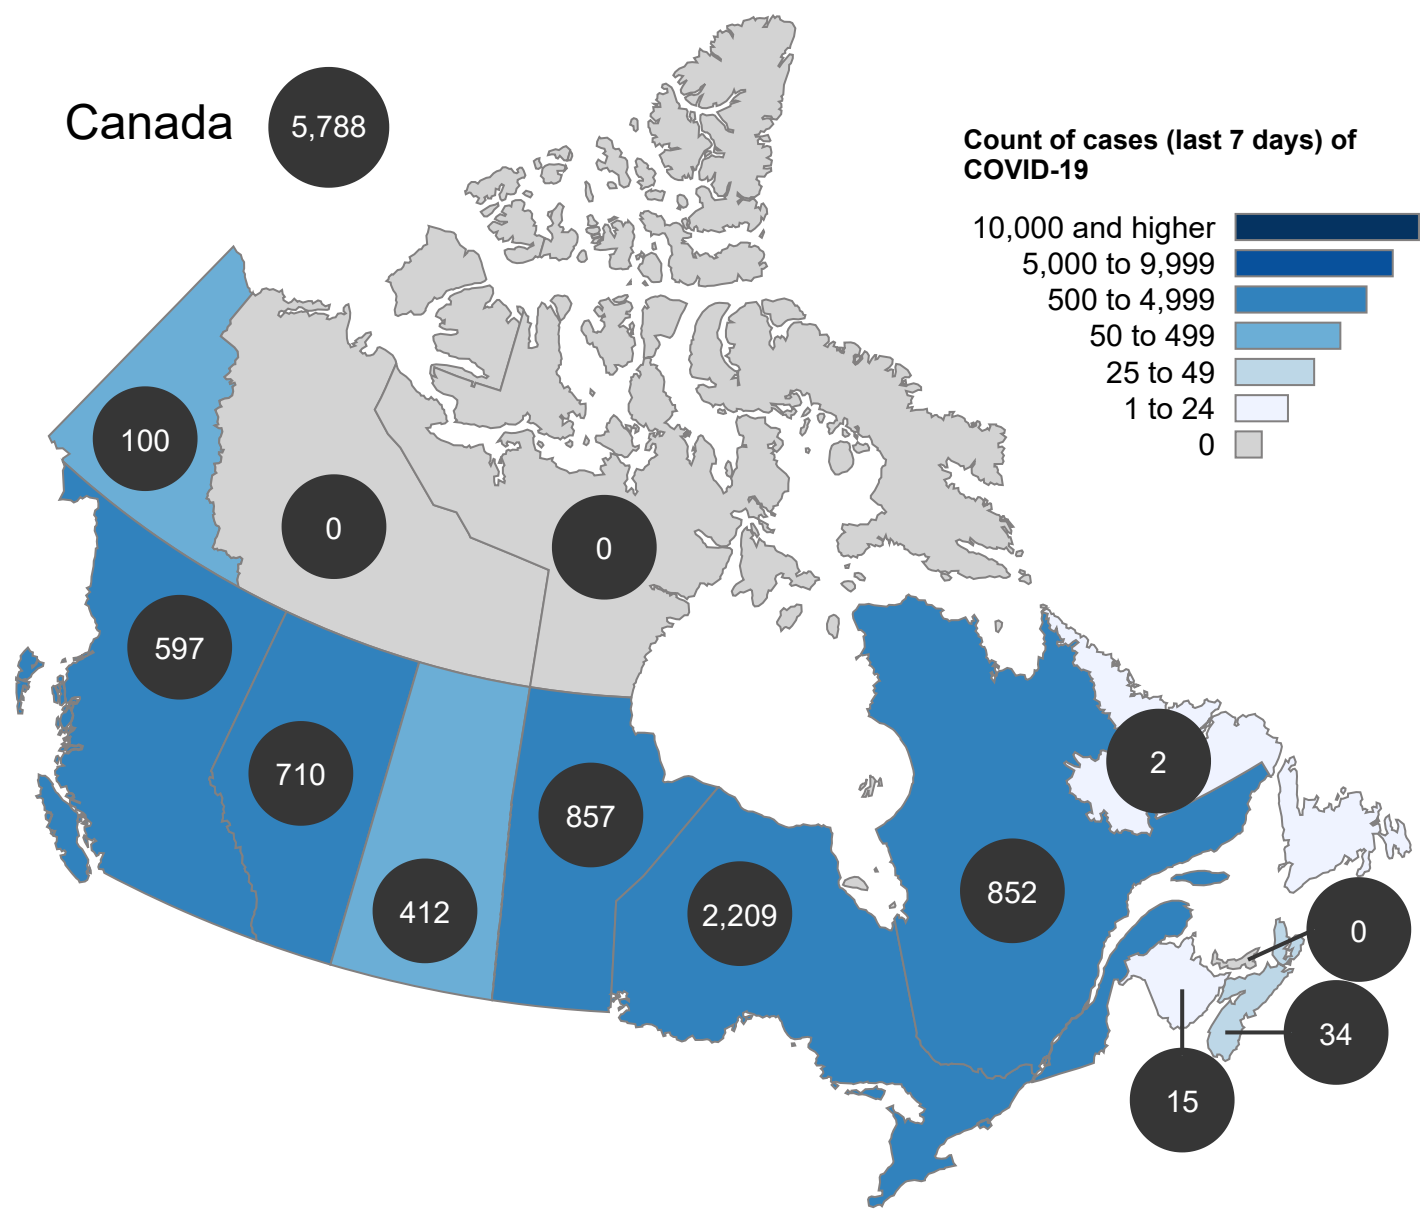 Canada
5,788
Count of cases (last 7 days) of
COVID-19
10,000 and higher
5,000 to 9,999
500 to 4,999
50 to 499
25 to 49
1 to 24
0
100
0
0
597
710
412
857
2,209
852
2
0
34
15